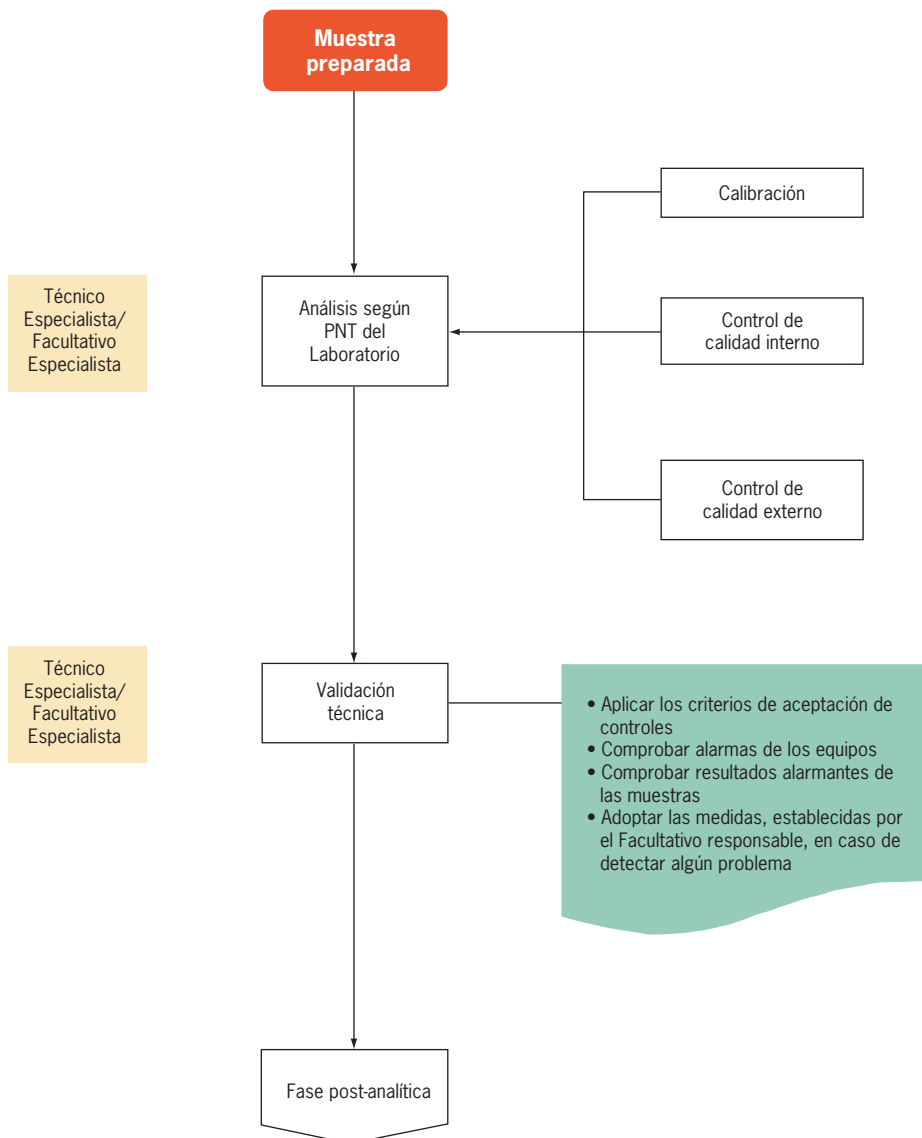 Muestra
preparada
Calibración
Técnico
Especialista/
Facultativo
Especialista
Análisis según
PNT del
Laboratorio
Control de
calidad interno
Control de
calidad externo
Técnico
Especialista/
Facultativo
Especialista
Validación
técnica
• Aplicar los criterios de aceptación de
controles
• Comprobar alarmas de los equipos
• Comprobar resultados alarmantes de
las muestras
• Adoptar las medidas, establecidas por
el Facultativo responsable, en caso de
detectar algún problema
Fase post-analítica